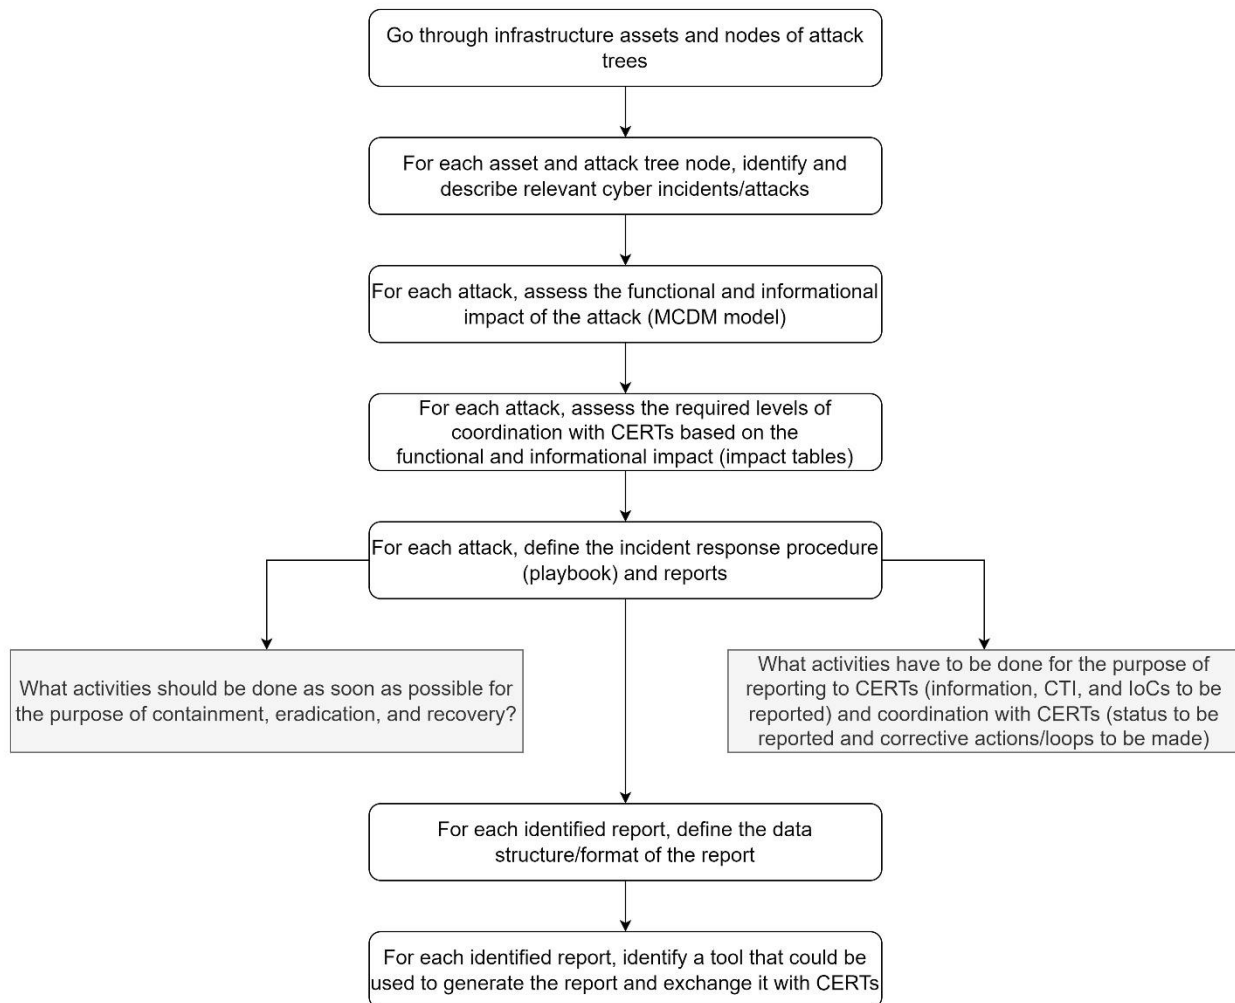 Go through infrastructure assets and nodes of attack
trees
For each asset and attack tree node, identify and
describe relevant cyber incidents/attacks
For each attack, assess the functional and informational
impact of the attack (MCDM model)
For each attack, assess the required levels of
coordination with CERTs based on the
functional and informational impact (impact tables)
For each attack, define the incident response procedure
(playbook) and reports
What activities should be done as soon as possible for
the purpose of containment, eradication, and recovery?
What activities have to be done for the purpose of
reporting to CERTs (information, CTI, and IoCs to be
reported) and coordination with CERTs (status to be
reported and corrective actions/loops to be made)
For each identified report, define the data
structure/format of the report
For each identified report, identify a tool that could be
used to generate the report and exchange it with CERTs